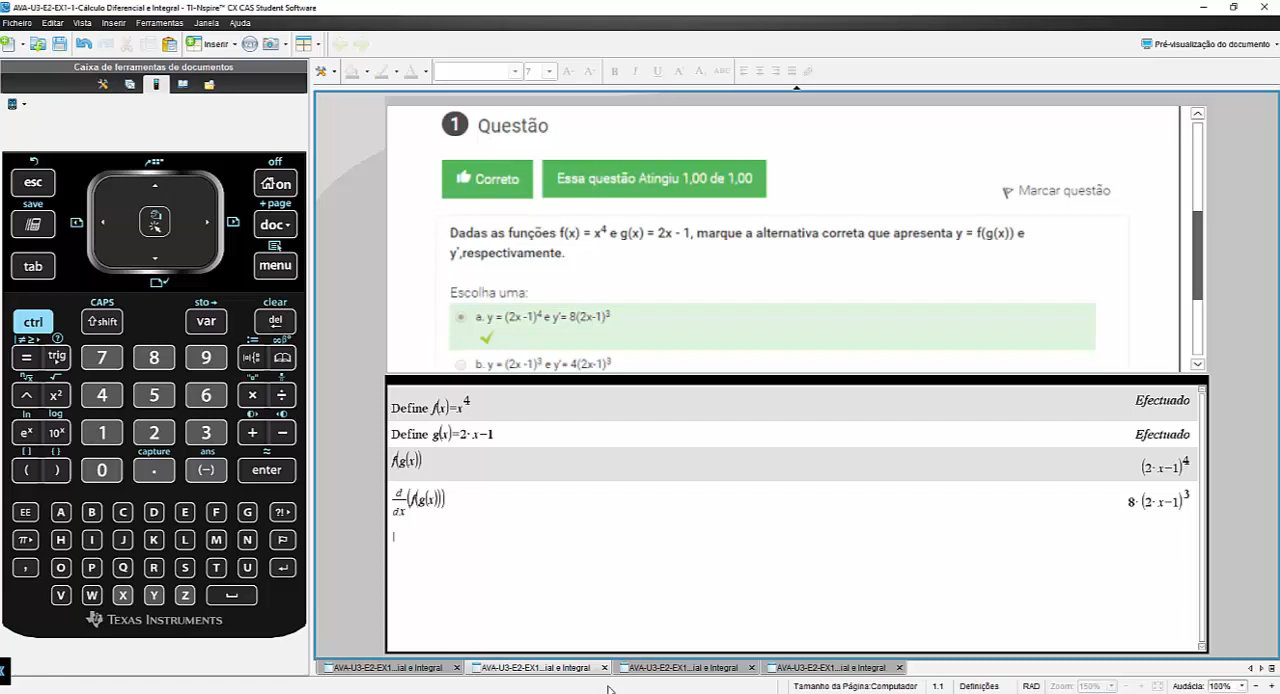 AVA-U3-E2-EX1-1-Cálculo Diferencial e Integral - TI-Nspire™ CX CAS Student Software
Ficheiro Editar Vista Inserir Ferramentas Janela Ajuda
Inserir
Pré-visualização do documento
Caixa de ferramentas de documentos
7
A- A- B I U A' A, ABC
off
esc
on
save
+ page
doc
tab
menu
CAPS sto→ clear
ctrl ⇧shift var del
|≠≥▸ ? := ∞β°
= trig 7 8 9 |□|{
ⁿ√x √ "□" ÷
^ x² 4 5 6 × ÷
ln log
eˣ 10ˣ 1 2 3 + −
[ ] { } capture ans ≈
( ) 0 . (−) enter
EE A B C D E F G ?!▸
π▸ H I J K L M N
, O P Q R S T U
V W X Y Z
TEXAS INSTRUMENTS
1 Questão
Correto Essa questão Atingiu 1,00 de 1,00
Marcar questão
Dadas as funções f(x) = x⁴ e g(x) = 2x - 1, marque a alternativa correta que apresenta y = f(g(x)) e
y',respectivamente.
Escolha uma:
a. y = (2x -1)⁴ e y'= 8(2x-1)³
b. y = (2x -1)³ e y'= 4(2x-1)³
Define f(x)=x⁴ Efectuado
Define g(x)=2·x−1 Efectuado
f(g(x)) (2·x−1)⁴
d/dx(f(g(x))) 8·(2·x−1)³
AVA-U3-E2-EX1...ial e Integral AVA-U3-E2-EX1...ial e Integral AVA-U3-E2-EX1...ial e Integral AVA-U3-E2-EX1...ial e Integral
Tamanho da Página:Computador 1.1 Definições RAD Zoom: 150% Audácia: 100%